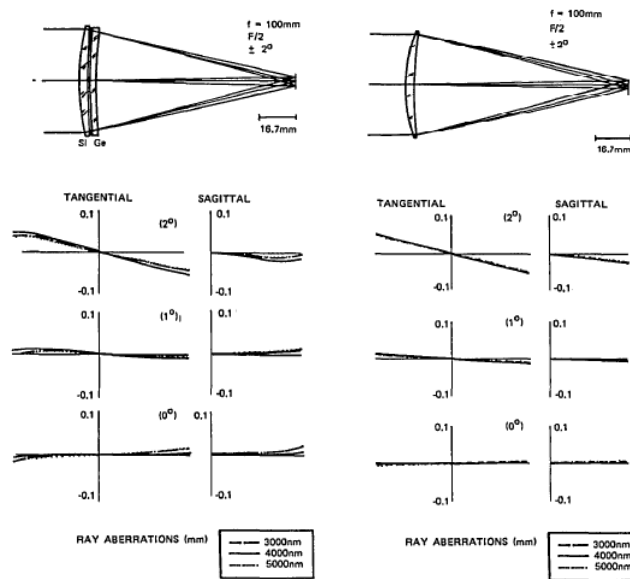 f = 100mm
F/2
± 2°
16.7mm
SI Ge
TANGENTIAL SAGITTAL
0.1 (2°) 0.1
-0.1 -0.1
0.1 (1°) 0.1
-0.1 -0.1
0.1 (0°) 0.1
-0.1 -0.1
RAY ABERRATIONS (mm)
3000nm
4000nm
5000nm
f = 100mm
F/2
± 2°
16.7mm
TANGENTIAL SAGITTAL
0.1 (2°) 0.1
-0.1 -0.1
0.1 (1°) 0.1
-0.1 -0.1
0.1 (0°) 0.1
-0.1 -0.1
RAY ABERRATIONS (mm)
3000nm
4000nm
5000nm